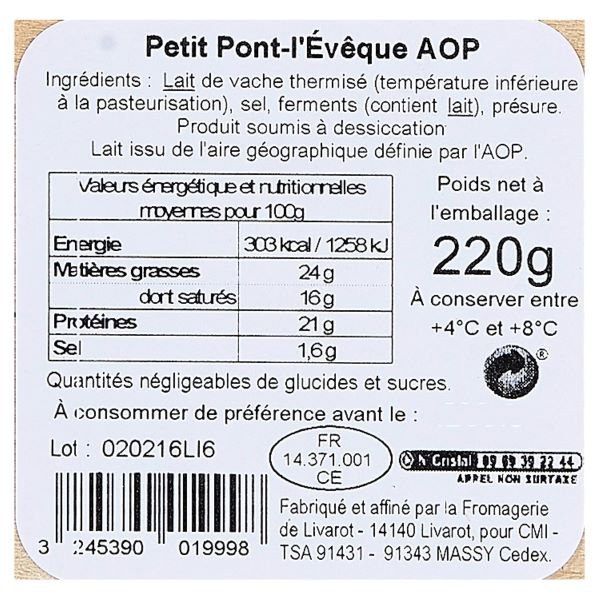 Petit Pont-l'Évêque AOP
Ingrédients : Lait de vache thermisé (température inférieure
à la pasteurisation), sel, ferments (contient lait), présure.
Produit soumis à dessiccation
Lait issu de l'aire géographique définie par l'AOP.
Valeurs énergétique et nutritionnelles
moyennes pour 100g
Energie 303 kcal / 1258 kJ
Matières grasses 24 g
dont saturés 16 g
Protéines 21 g
Sel 1,6 g
Poids net à
l'emballage :
220g
À conserver entre
+4°C et +8°C
®
Quantités négligeables de glucides et sucres.
À consommer de préférence avant le :
Lot : 020216LI6
FR
14.371.001
CE
N° Cristal 09 69 39 22 44
APPEL NON SURTAXE
3 245390 019998
Fabriqué et affiné par la Fromagerie
de Livarot - 14140 Livarot, pour CMI -
TSA 91431 - 91343 MASSY Cedex.